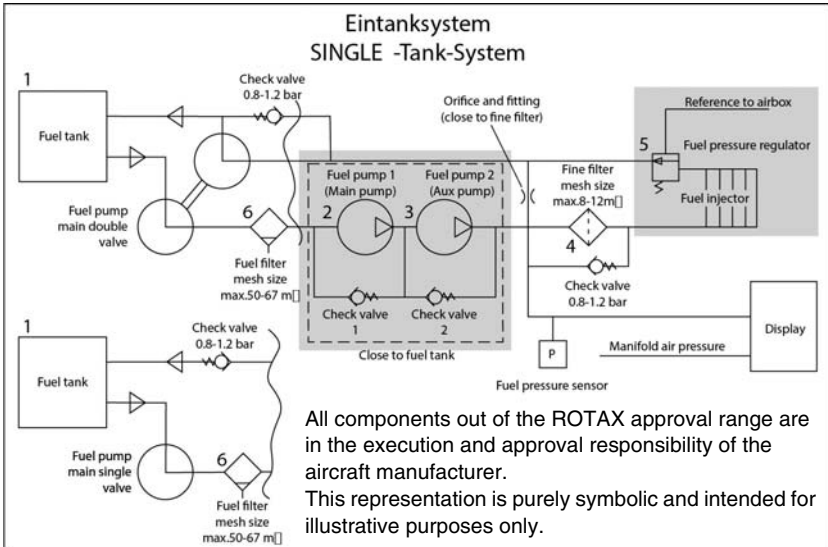 Eintanksystem
SINGLE -Tank-System
1
Fuel tank
Check valve
0.8-1.2 bar
Fuel pump
main double
valve
6
Fuel filter
mesh size
max.50-67 m[]
Fuel pump 1
(Main pump)
Fuel pump 2
(Aux pump)
2
3
Check valve
1
Check valve
2
Close to fuel tank
Orifice and fitting
(close to fine filter)
Fine filter
mesh size
max.8-12m[]
4
Check valve
0.8-1.2 bar
Reference to airbox
5
Fuel pressure regulator
Fuel injector
P
Fuel pressure sensor
Manifold air pressure
Display
1
Fuel tank
Check valve
0.8-1.2 bar
Fuel pump
main single
valve
6
Fuel filter
mesh size
max.50-67 m[]
All components out of the ROTAX approval range are
in the execution and approval responsibility of the
aircraft manufacturer.
This representation is purely symbolic and intended for
illustrative purposes only.